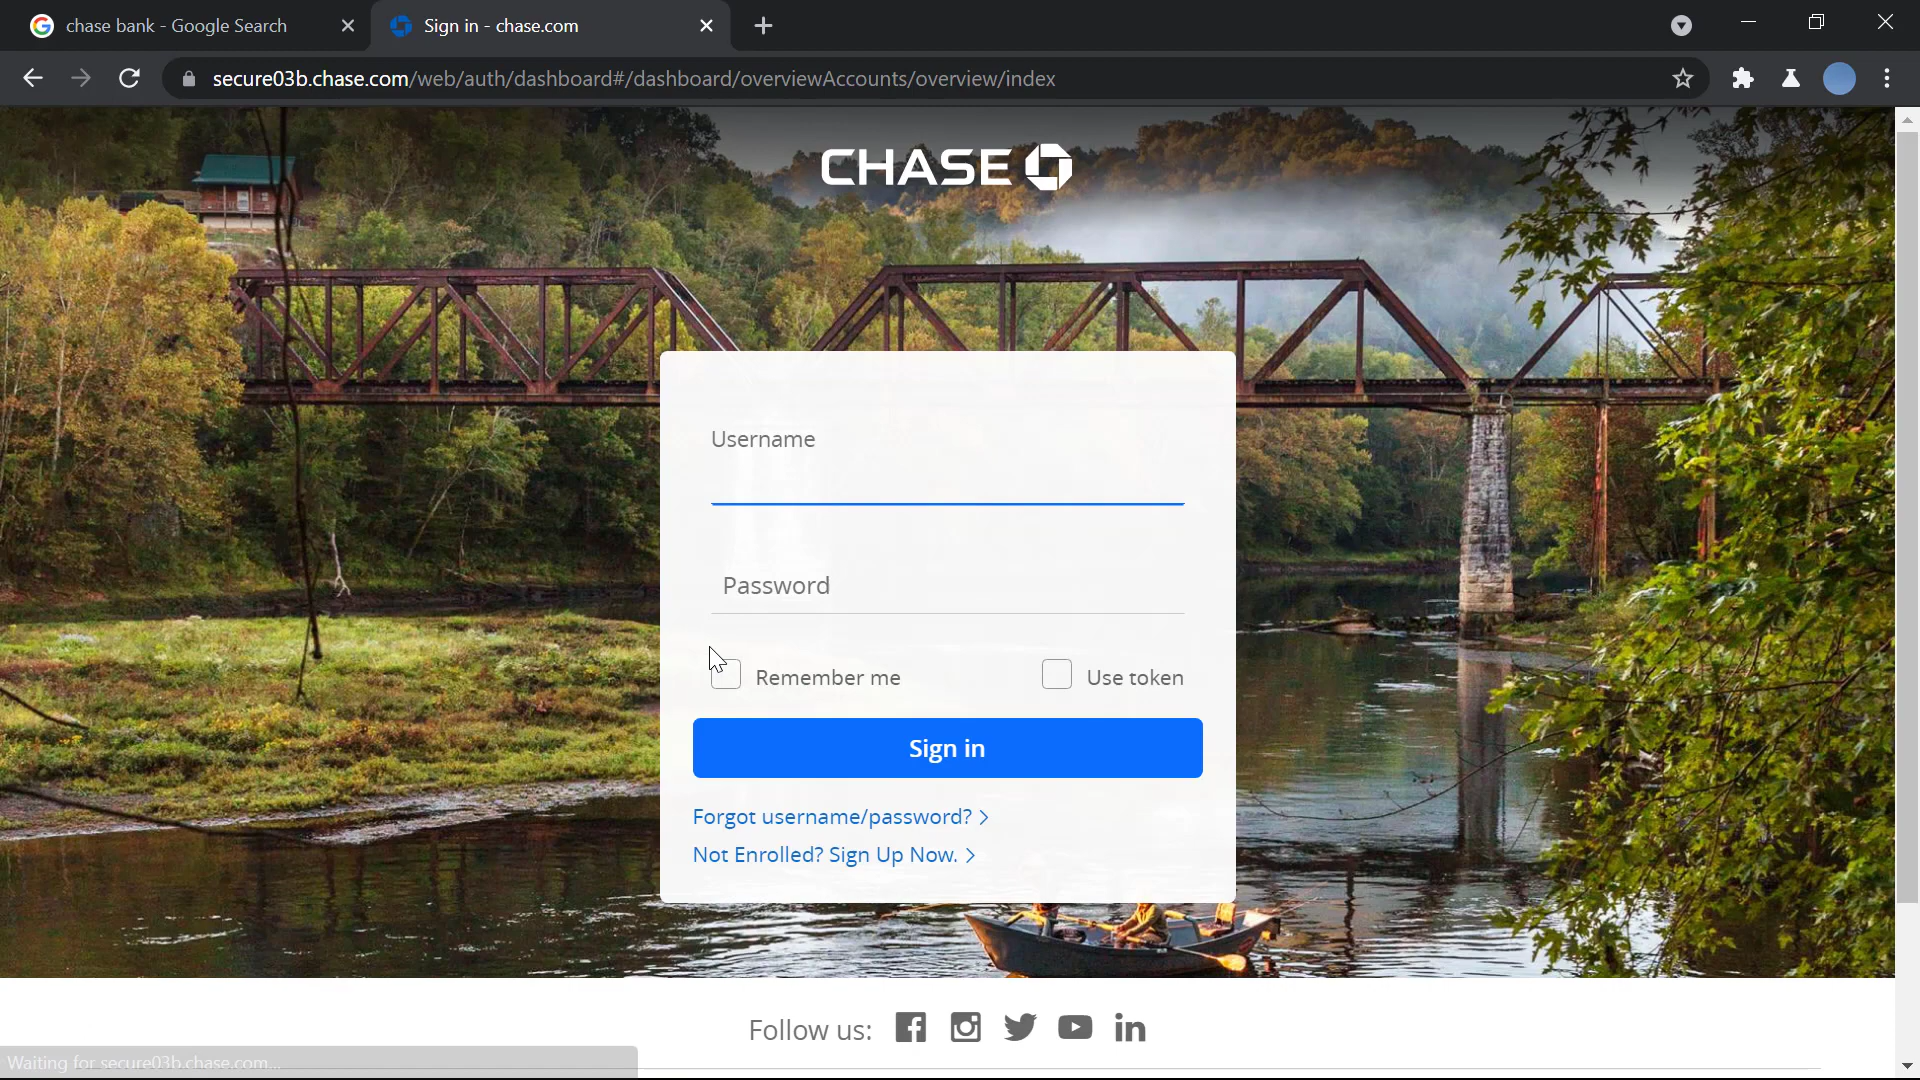 chase bank - Google Search
Sign in - chase.com
secure03b.chase.com/web/auth/dashboard#/dashboard/overviewAccounts/overview/index
CHASE
Username
Password
Remember me
Use token
Sign in
Forgot username/password?
Not Enrolled? Sign Up Now.
Follow us:
Waiting for secure03b.chase.com...